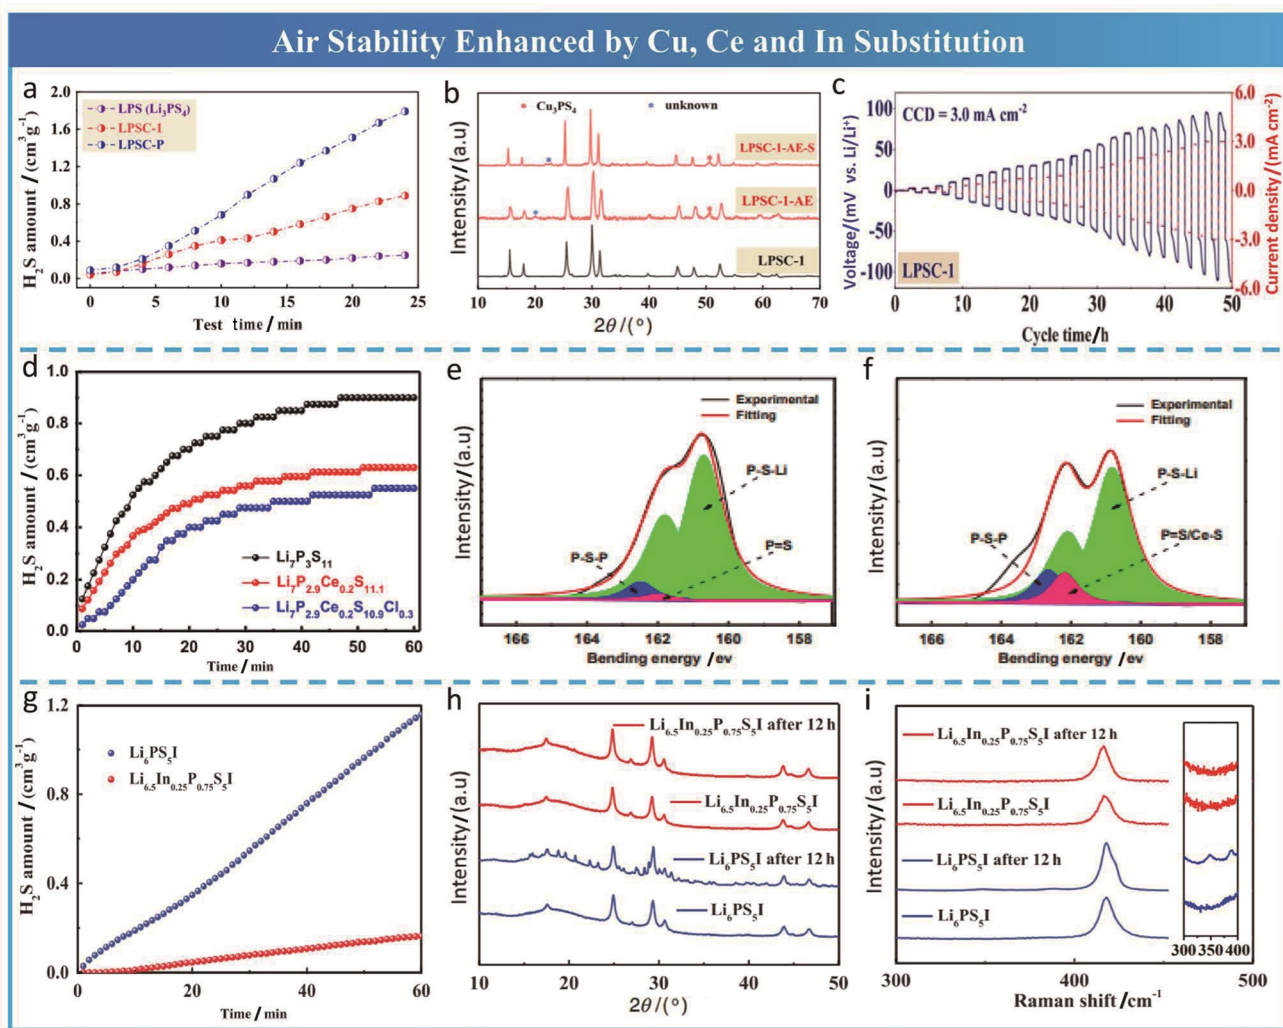 Air Stability Enhanced by Cu, Ce and In Substitution
a
H₂S amount / (cm³g⁻¹)
2.0
1.6
1.2
0.8
0.4
0.0
LPS (Li₃PS₄)
LPSC-1
LPSC-P
0 5 10 15 20 25
Test time / min
b
Intensity/(a.u)
* Cu₃PS₄
* unknown
LPSC-1-AE-S
LPSC-1-AE
LPSC-1
10 20 30 40 50 60 70
2θ/(°)
c
Voltage/(mV vs. Li/Li⁺)
100
50
0
-50
-100
CCD = 3.0 mA cm⁻²
LPSC-1
6.0
3.0
0.0
-3.0
-6.0
Current density/(mA cm⁻²)
0 10 20 30 40 50
Cycle time/h
d
H₂S amount / (cm³g⁻¹)
1.0
0.8
0.6
0.4
0.2
0.0
Li₇P₃S₁₁
Li₇P₂.₉Ce₀.₂S₁₁.₁
Li₇P₂.₉Ce₀.₂S₁₀.₉Cl₀.₃
0 5 10 15 20 25 30 35 40 45 50 55 60
Time / min
e
Intensity/(a.u)
Experimental
Fitting
P-S-Li
P-S-P
P=S
166 164 162 160 158
Bending energy /ev
f
Intensity/(a.u)
Experimental
Fitting
P-S-Li
P-S-P
P=S/Ce-S
166 164 162 160 158
Bending energy /ev
g
H₂S amount / (cm³g⁻¹)
1.2
0.8
0.4
0.0
Li₆PS₅I
Li₆.₅In₀.₂₅P₀.₇₅S₅I
0 20 40 60
Time / min
h
Intensity/(a.u)
Li₆.₅In₀.₂₅P₀.₇₅S₅I after 12 h
Li₆.₅In₀.₂₅P₀.₇₅S₅I
Li₆PS₅I after 12 h
Li₆PS₅I
10 20 30 40 50
2θ/(°)
i
Intensity/(a.u)
Li₆.₅In₀.₂₅P₀.₇₅S₅I after 12 h
Li₆.₅In₀.₂₅P₀.₇₅S₅I
Li₆PS₅I after 12 h
Li₆PS₅I
300 350 400
300 400 500
Raman shift/cm⁻¹